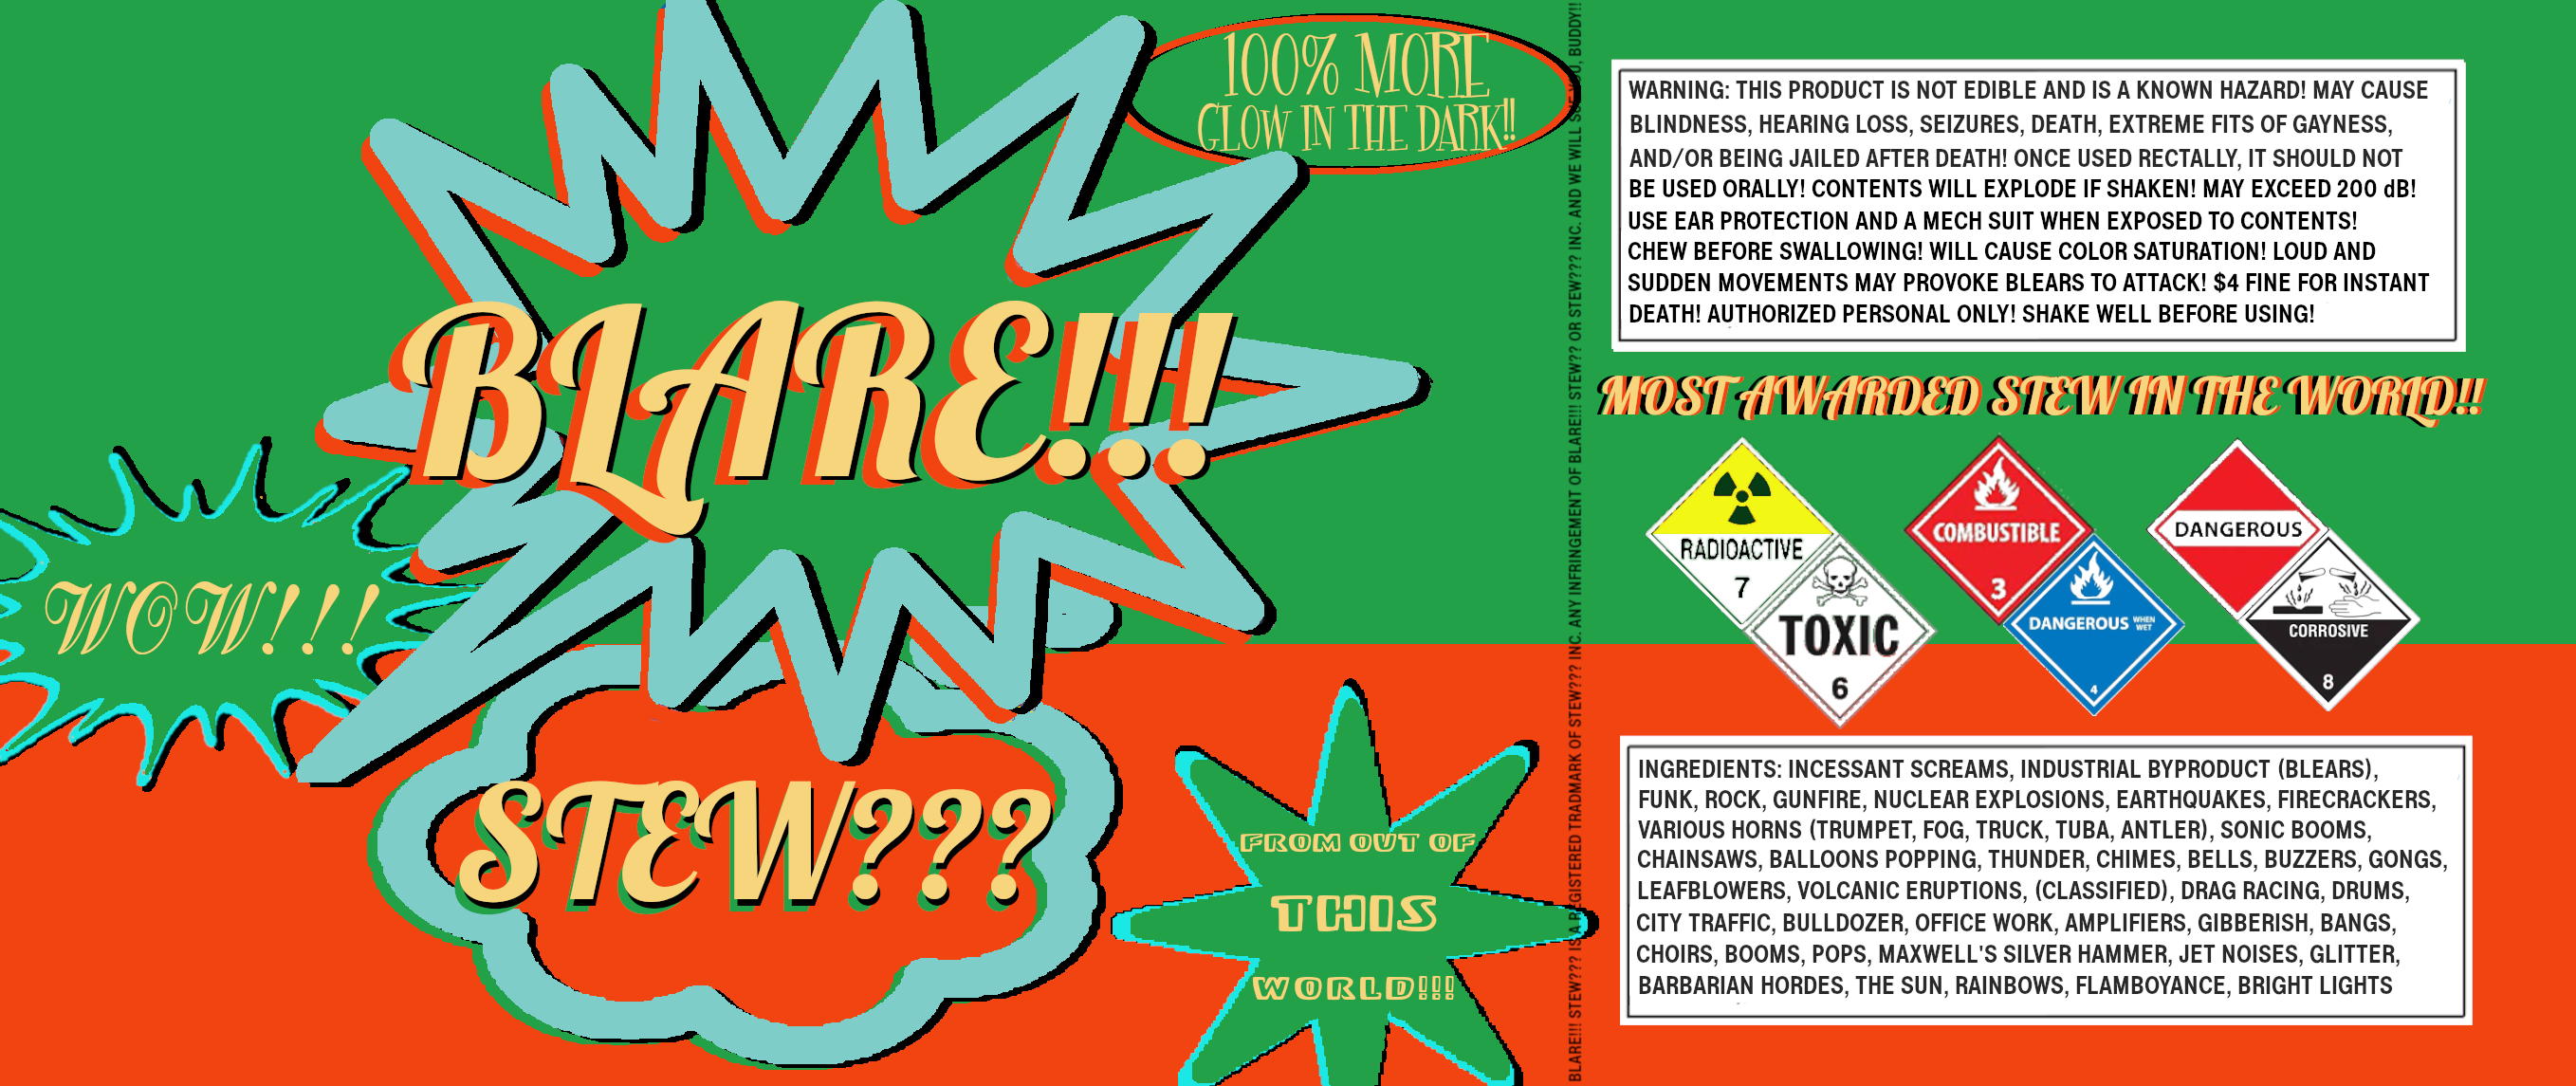 100% MORE
GLOW IN THE DARK!!
BLARE!!!
WOW!!!
STEW???
FROM OUT OF
THIS
WORLD!!!
BLARE!!! STEW??? IS A REGISTERED TRADMARK OF STEW??? INC. ANY INFRINGEMENT OF BLARE!!! STEW?? OR STEW??? INC. AND WE WILL YOU, BUDDY!!
WARNING: THIS PRODUCT IS NOT EDIBLE AND IS A KNOWN HAZARD! MAY CAUSE
BLINDNESS, HEARING LOSS, SEIZURES, DEATH, EXTREME FITS OF GAYNESS,
AND/OR BEING JAILED AFTER DEATH! ONCE USED RECTALLY, IT SHOULD NOT
BE USED ORALLY! CONTENTS WILL EXPLODE IF SHAKEN! MAY EXCEED 200 dB!
USE EAR PROTECTION AND A MECH SUIT WHEN EXPOSED TO CONTENTS!
CHEW BEFORE SWALLOWING! WILL CAUSE COLOR SATURATION! LOUD AND
SUDDEN MOVEMENTS MAY PROVOKE BLEARS TO ATTACK! $4 FINE FOR INSTANT
DEATH! AUTHORIZED PERSONAL ONLY! SHAKE WELL BEFORE USING!
MOST AWARDED STEW IN THE WORLD!!
RADIOACTIVE
7
TOXIC
6
COMBUSTIBLE
3
DANGEROUS WHEN
WET
4
DANGEROUS
CORROSIVE
8
INGREDIENTS: INCESSANT SCREAMS, INDUSTRIAL BYPRODUCT (BLEARS),
FUNK, ROCK, GUNFIRE, NUCLEAR EXPLOSIONS, EARTHQUAKES, FIRECRACKERS,
VARIOUS HORNS (TRUMPET, FOG, TRUCK, TUBA, ANTLER), SONIC BOOMS,
CHAINSAWS, BALLOONS POPPING, THUNDER, CHIMES, BELLS, BUZZERS, GONGS,
LEAFBLOWERS, VOLCANIC ERUPTIONS, (CLASSIFIED), DRAG RACING, DRUMS,
CITY TRAFFIC, BULLDOZER, OFFICE WORK, AMPLIFIERS, GIBBERISH, BANGS,
CHOIRS, BOOMS, POPS, MAXWELL'S SILVER HAMMER, JET NOISES, GLITTER,
BARBARIAN HORDES, THE SUN, RAINBOWS, FLAMBOYANCE, BRIGHT LIGHTS